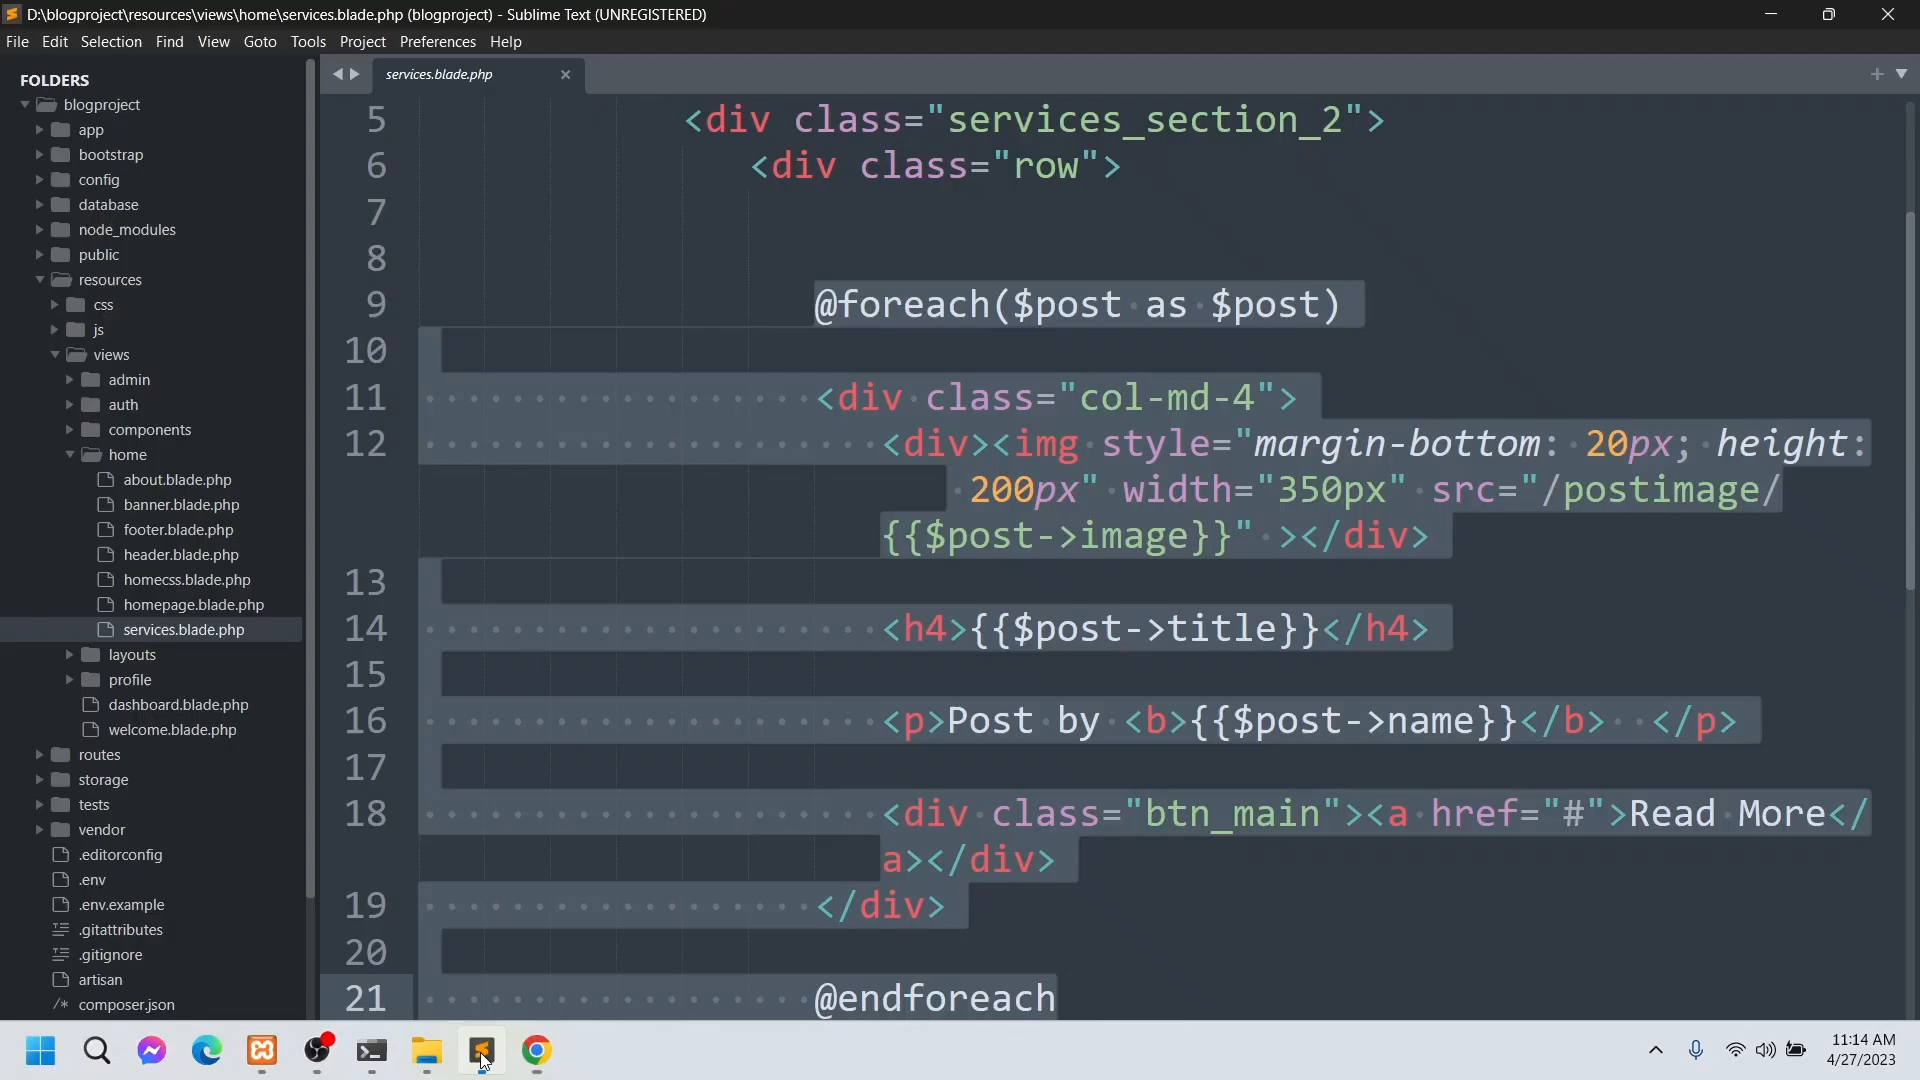 D:\blogproject\resources\views\home\services.blade.php (blogproject) - Sublime Text (UNREGISTERED)
File Edit Selection Find View Goto Tools Project Preferences Help
FOLDERS
blogproject
app
bootstrap
config
database
node_modules
public
resources
css
js
views
admin
auth
components
home
about.blade.php
banner.blade.php
footer.blade.php
header.blade.php
homecss.blade.php
homepage.blade.php
services.blade.php
layouts
profile
dashboard.blade.php
welcome.blade.php
routes
storage
tests
vendor
.editorconfig
.env
.env.example
.gitattributes
.gitignore
artisan
/* composer.json
services.blade.php
5 <div class="services_section_2">
6 <div class="row">
7
8
9 @foreach($post as $post)
10
11 <div class="col-md-4">
12 <div><img style="margin-bottom: 20px; height:
200px" width="350px" src="/postimage/
{{$post->image}}" ></div>
13
14 <h4>{{$post->title}}</h4>
15
16 <p>Post by <b>{{$post->name}}</b>  </p>
17
18 <div class="btn_main"><a href="#">Read More</
a></div>
19 </div>
20
21 @endforeach
11:14 AM
4/27/2023